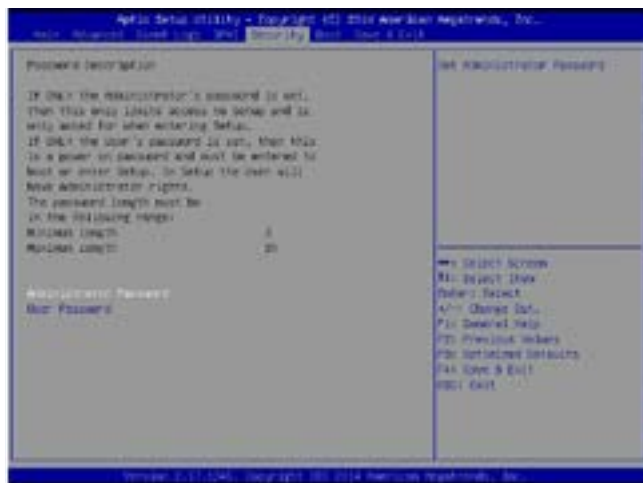 Aptio Setup Utility - Copyright (C) 2014 American Megatrends, Inc.
Main Advanced Event Logs IPMI Security Boot Save & Exit
Password Description
If ONLY the Administrator's password is set,
then this only limits access to Setup and is
only asked for when entering Setup.
If ONLY the User's password is set, then this
is a power on password and must be entered to
boot or enter Setup. In Setup the User will
have Administrator rights.
The password length must be
in the following range:
Minimum length 3
Maximum length 20
Administrator Password
User Password
Set Administrator Password
Select Screen
Select Item
Enter: Select
+/-: Change Opt.
F1: General Help
F2: Previous Values
F3: Optimized Defaults
F4: Save & Exit
ESC: Exit
Version 2.17.1246. Copyright (C) 2014 American Megatrends, Inc.